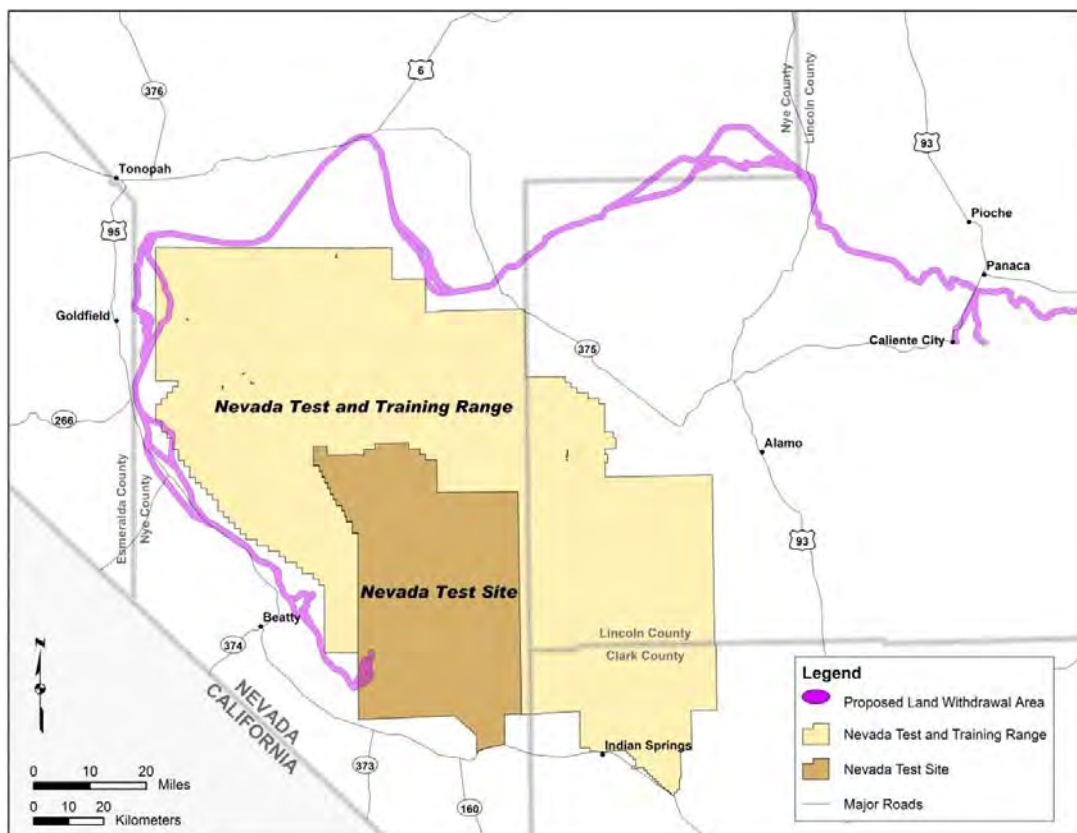 376
6
Nye County
Lincoln County
93
Tonopah
95
Pioche
Panaca
Goldfield
Caliente City
375
Nevada Test and Training Range
266
Alamo
Esmeralda County
Nye County
93
Nevada Test Site
Beatty
374
Lincoln County
Clark County
N
NEVADA
CALIFORNIA
Indian Springs
373
160
0 10 20
Miles
0 10 20
Kilometers
Legend
Proposed Land Withdrawal Area
Nevada Test and Training Range
Nevada Test Site
Major Roads